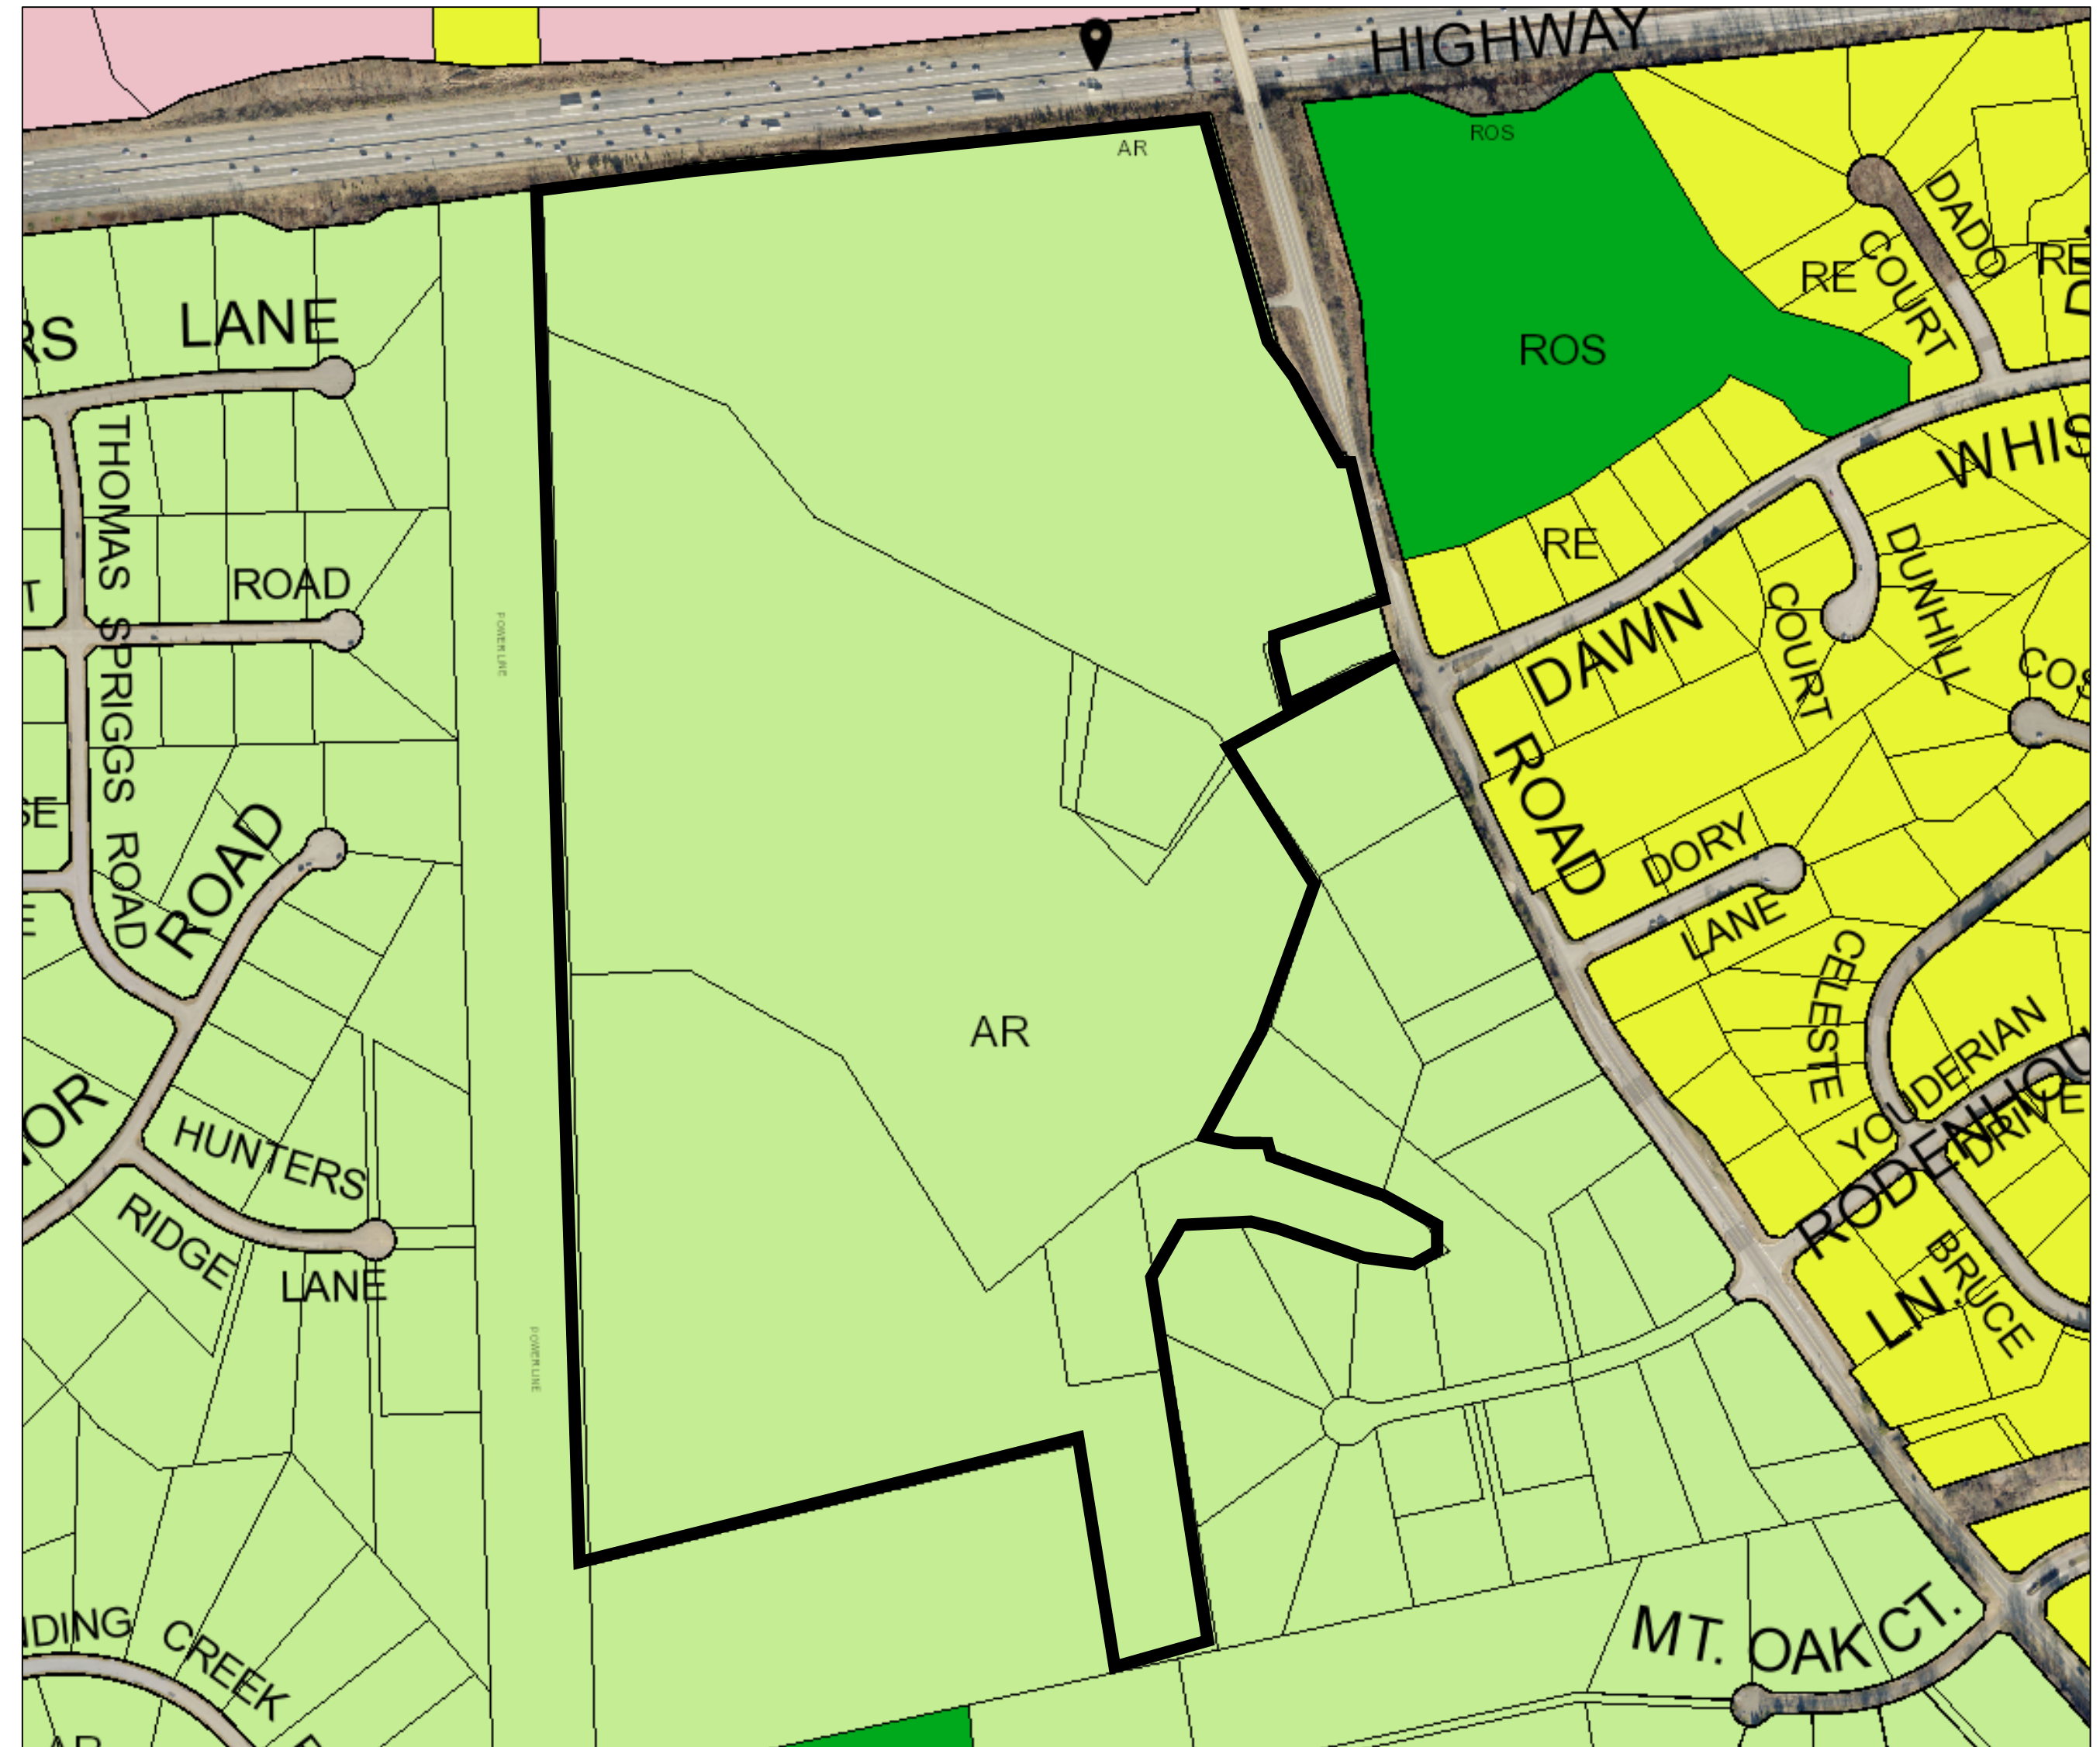 HIGHWAY
AR
ROS
DADO
COURT
RE
RE
LANE
RS
ROS
THOMAS SPRIGGS ROAD
WHIS
RE
ROAD
DUNHILL
COURT
DAWN
POWER LINE
COS
ROAD
ROAD
DORY
LANE
CELESTE
AR
YOUDERIAN
DRIVE
RODENHOU
LN.
BRUCE
HUNTERS
RIDGE
LANE
POWER LINE
MT. OAK CT.
DING
CREEK
AR